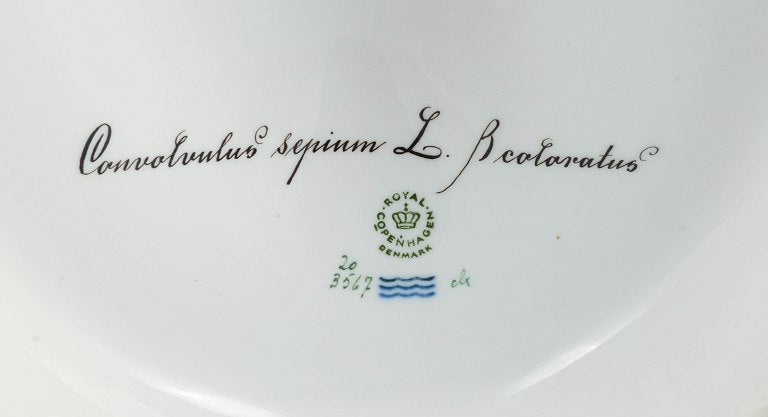 Convolvulus sepium L. β coloratus
ROYAL COPENHAGEN
DENMARK
20
3567